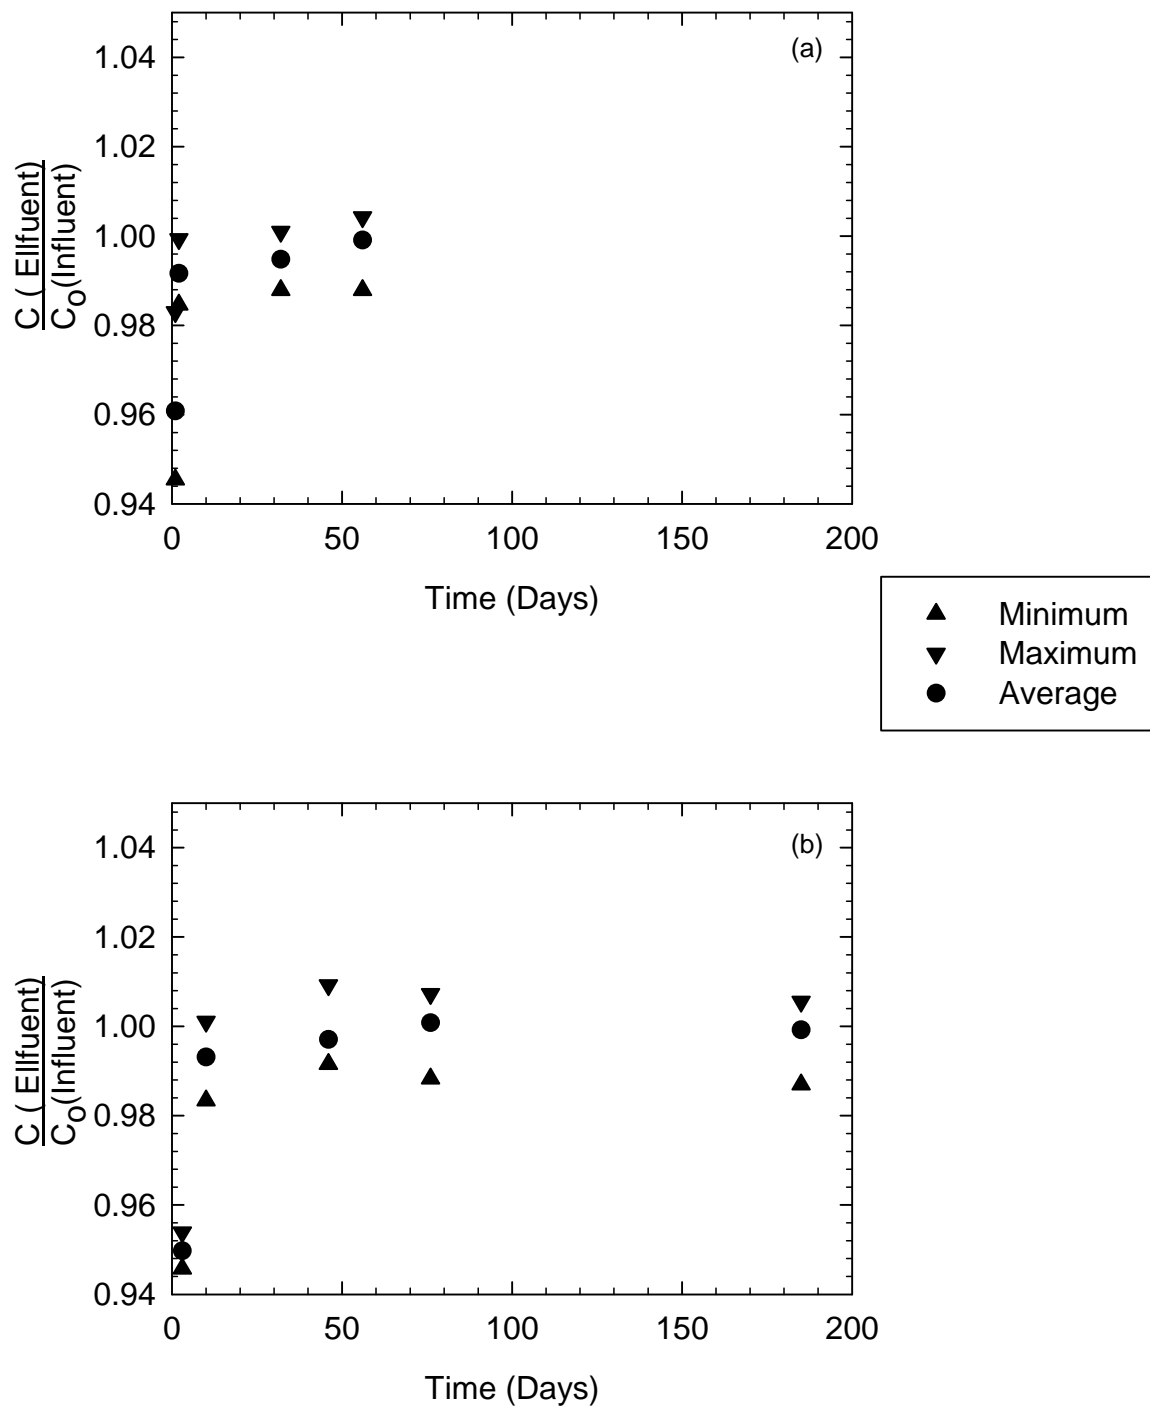 (a)
1.04
1.02
1.00
0.98
0.96
0.94
C ( Ellfuent)
Co(Influent)
0 50 100 150 200
Time (Days)
Minimum
Maximum
Average
(b)
1.04
1.02
1.00
0.98
0.96
0.94
C ( Ellfuent)
Co(Influent)
0 50 100 150 200
Time (Days)